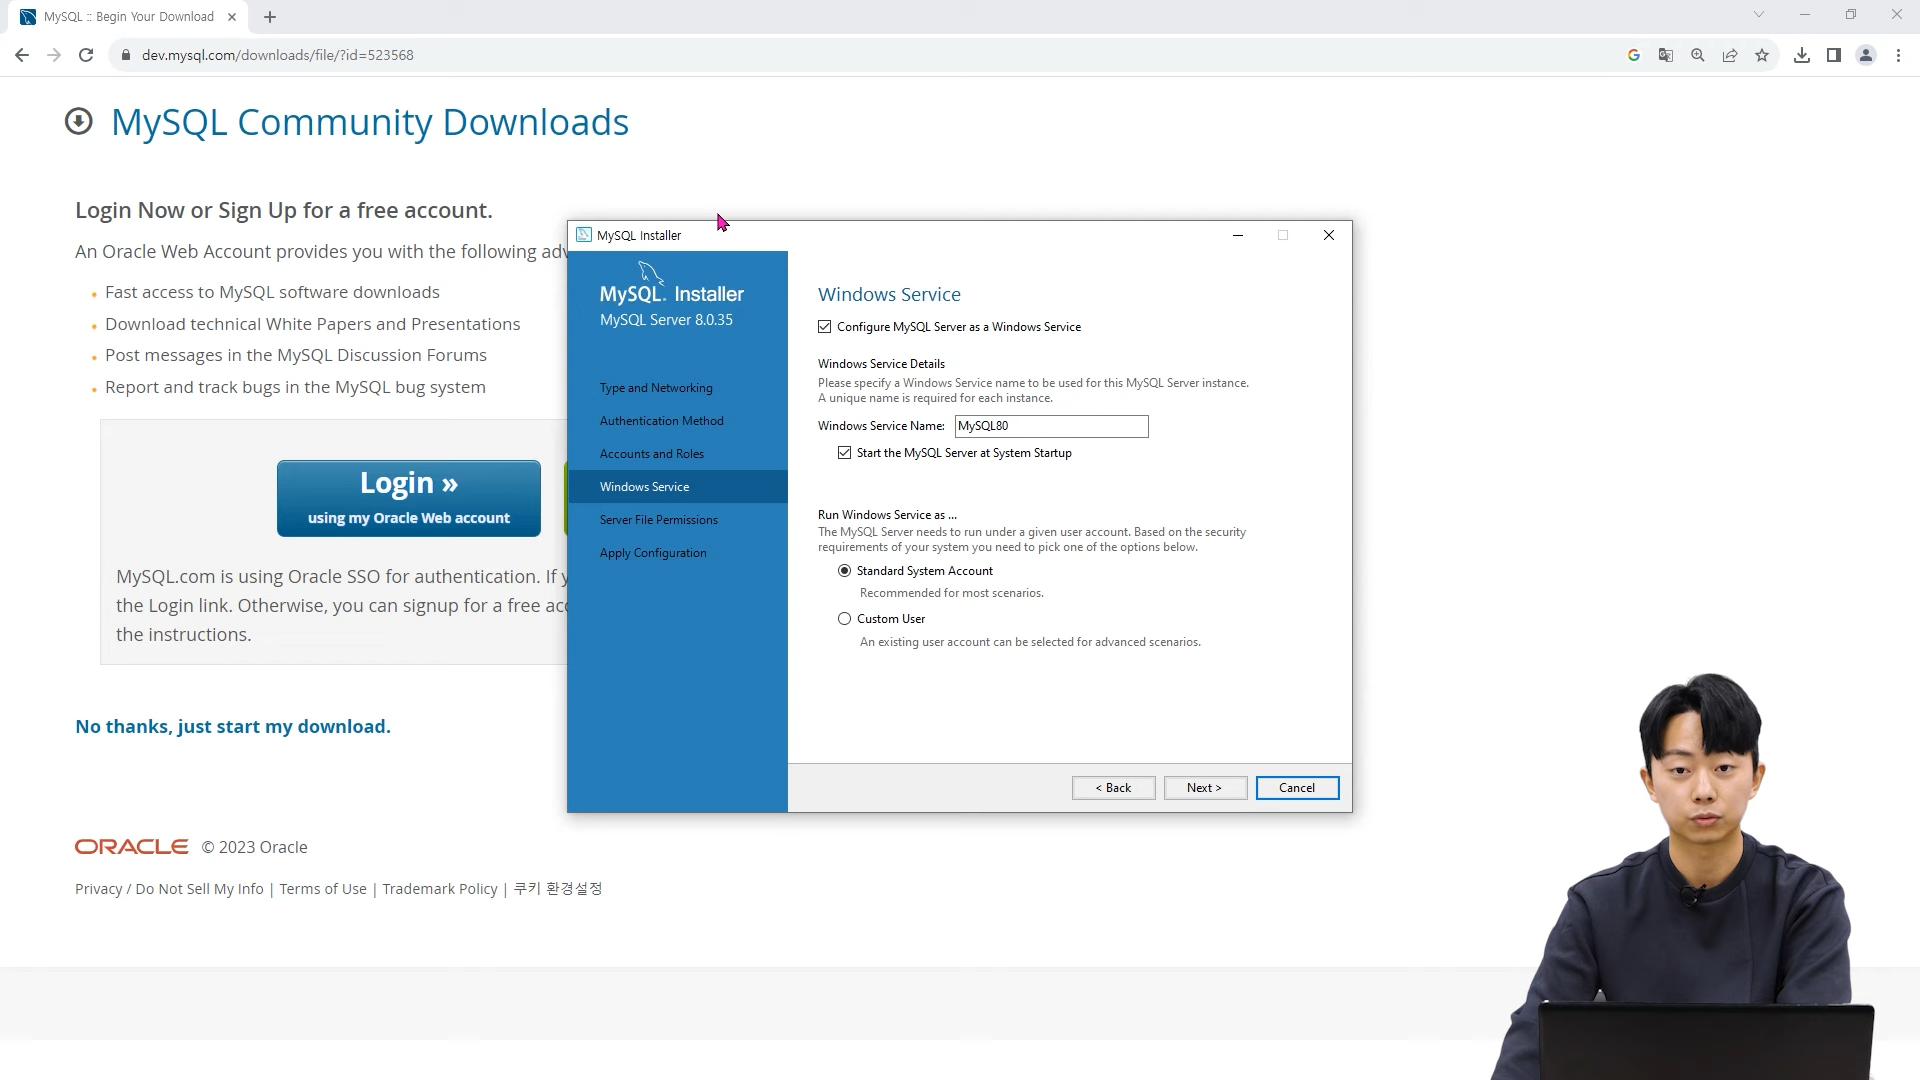 MySQL :: Begin Your Download
dev.mysql.com/downloads/file/?id=523568
MySQL Community Downloads
Login Now or Sign Up for a free account.
An Oracle Web Account provides you with the following adv
Fast access to MySQL software downloads
Download technical White Papers and Presentations
Post messages in the MySQL Discussion Forums
Report and track bugs in the MySQL bug system
Login »
using my Oracle Web account
MySQL.com is using Oracle SSO for authentication. If y
the Login link. Otherwise, you can signup for a free acc
the instructions.
No thanks, just start my download.
ORACLE © 2023 Oracle
Privacy / Do Not Sell My Info | Terms of Use | Trademark Policy | 쿠키 환경설정
MySQL Installer
MySQL. Installer
MySQL Server 8.0.35
Type and Networking
Authentication Method
Accounts and Roles
Windows Service
Server File Permissions
Apply Configuration
Windows Service
Configure MySQL Server as a Windows Service
Windows Service Details
Please specify a Windows Service name to be used for this MySQL Server instance.
A unique name is required for each instance.
Windows Service Name: MySQL80
Start the MySQL Server at System Startup
Run Windows Service as ...
The MySQL Server needs to run under a given user account. Based on the security
requirements of your system you need to pick one of the options below.
Standard System Account
Recommended for most scenarios.
Custom User
An existing user account can be selected for advanced scenarios.
< Back
Next >
Cancel